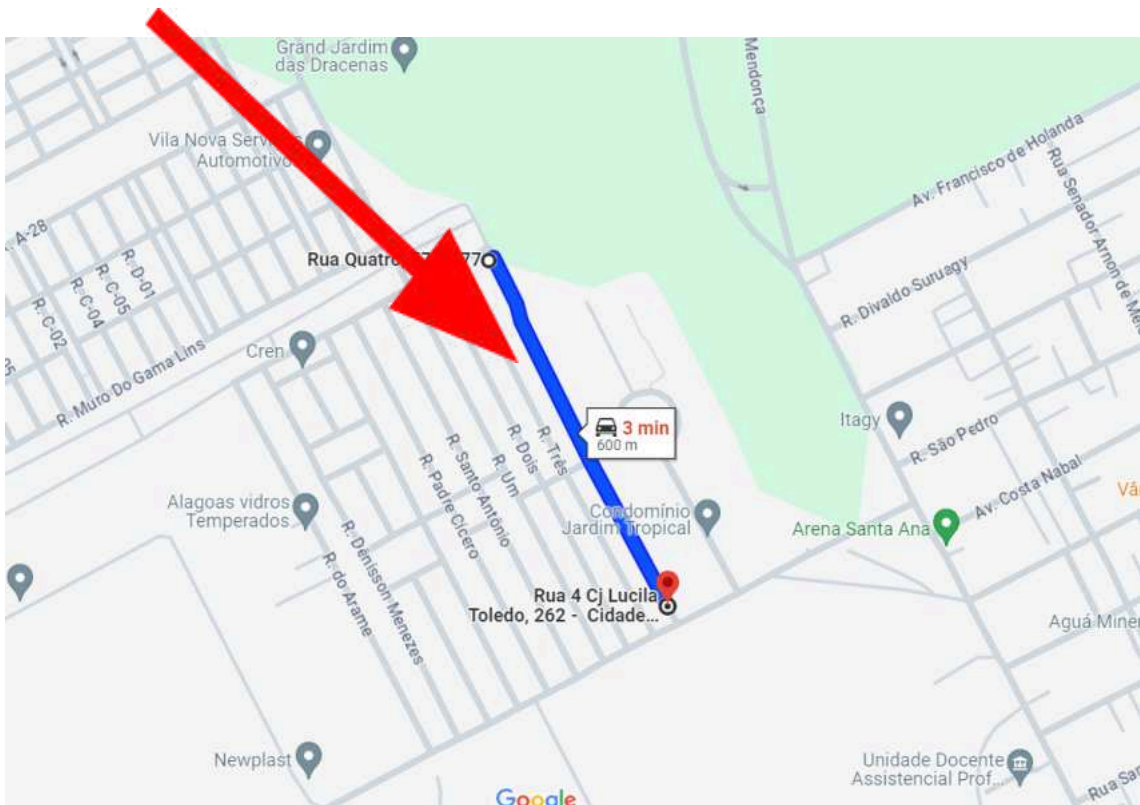 Grand Jardim
das Dracenas
Mendonça
Vila Nova
Automotivo
Av. Francisco de Holanda
Rua Senador Arnon de
R. A-28
R. D-01
R. C-05
R. C-04
R. C-02
Rua Quatro
77
R. Divaldo Suruagy
Cren
R. Muro Do Gama Lins
3 min
600 m
Itagy
R. São Pedro
R. Três
R. Dois
R. Um
R. Santo Antônio
R. Padre Cícero
Av. Costa Nabal
Alagoas vidros
Temperados
Condomínio
Jardim Tropical
Arena Santa Ana
R. Dênisson Menezes
R. do Arame
Rua 4 Cj Lucila
Toledo, 262 - Cidade...
Aguá
Newplast
Unidade Docente
Assistencial Prof...
Rua
Google